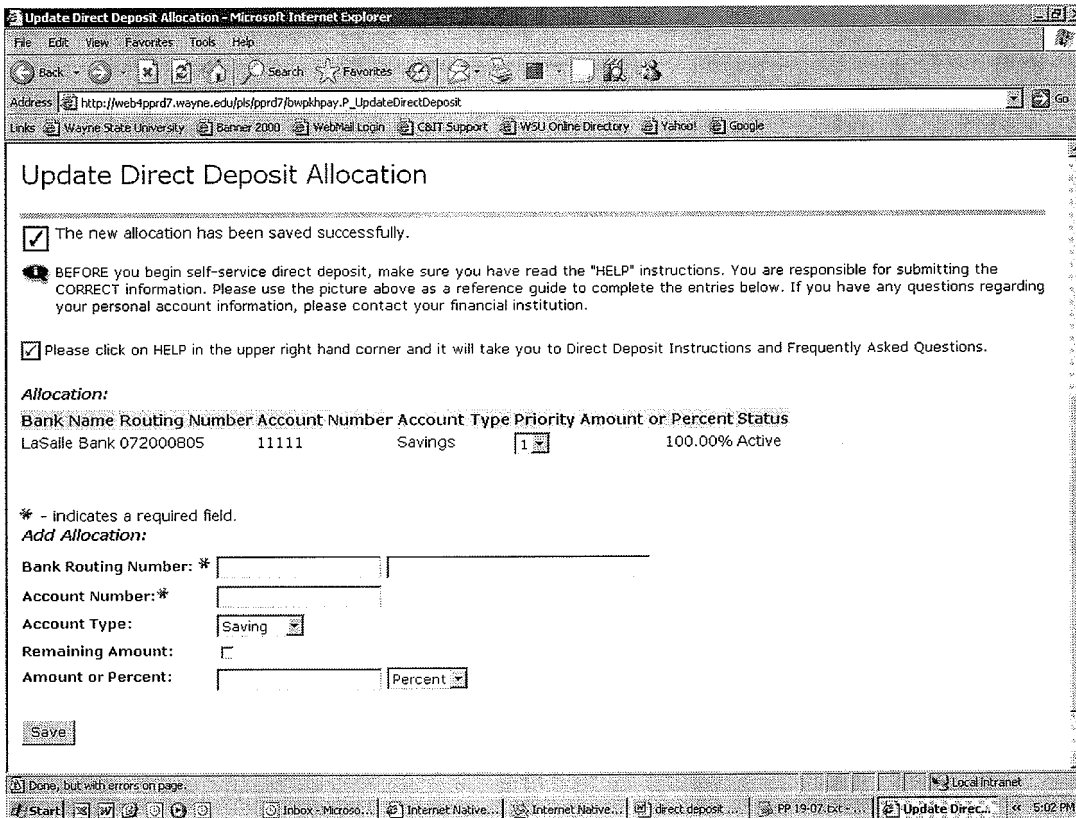 Update Direct Deposit Allocation - Microsoft Internet Explorer
File Edit View Favorites Tools Help
Back Search Favorites
Address http://web4pprd7.wayne.edu/pls/pprd7/bwpkhpay.P_UpdateDirectDeposit Go
Links Wayne State University Banner 2000 WebMail Login C&IT Support WSU Online Directory Yahoo! Google
Update Direct Deposit Allocation
The new allocation has been saved successfully.
BEFORE you begin self-service direct deposit, make sure you have read the "HELP" instructions. You are responsible for submitting the
CORRECT information. Please use the picture above as a reference guide to complete the entries below. If you have any questions regarding
your personal account information, please contact your financial institution.
Please click on HELP in the upper right hand corner and it will take you to Direct Deposit Instructions and Frequently Asked Questions.
Allocation:
Bank Name Routing Number Account Number Account Type Priority Amount or Percent Status
LaSalle Bank 072000805 11111 Savings 1 100.00% Active
* - indicates a required field.
Add Allocation:
Bank Routing Number: *
Account Number:*
Account Type: Saving
Remaining Amount:
Amount or Percent: Percent
Save
Done, but with errors on page. Local intranet
Start Inbox - Microso... Internet Native... Internet Native... direct deposit ... PP 19-07.txt - ... Update Direc... « 5:02 PM